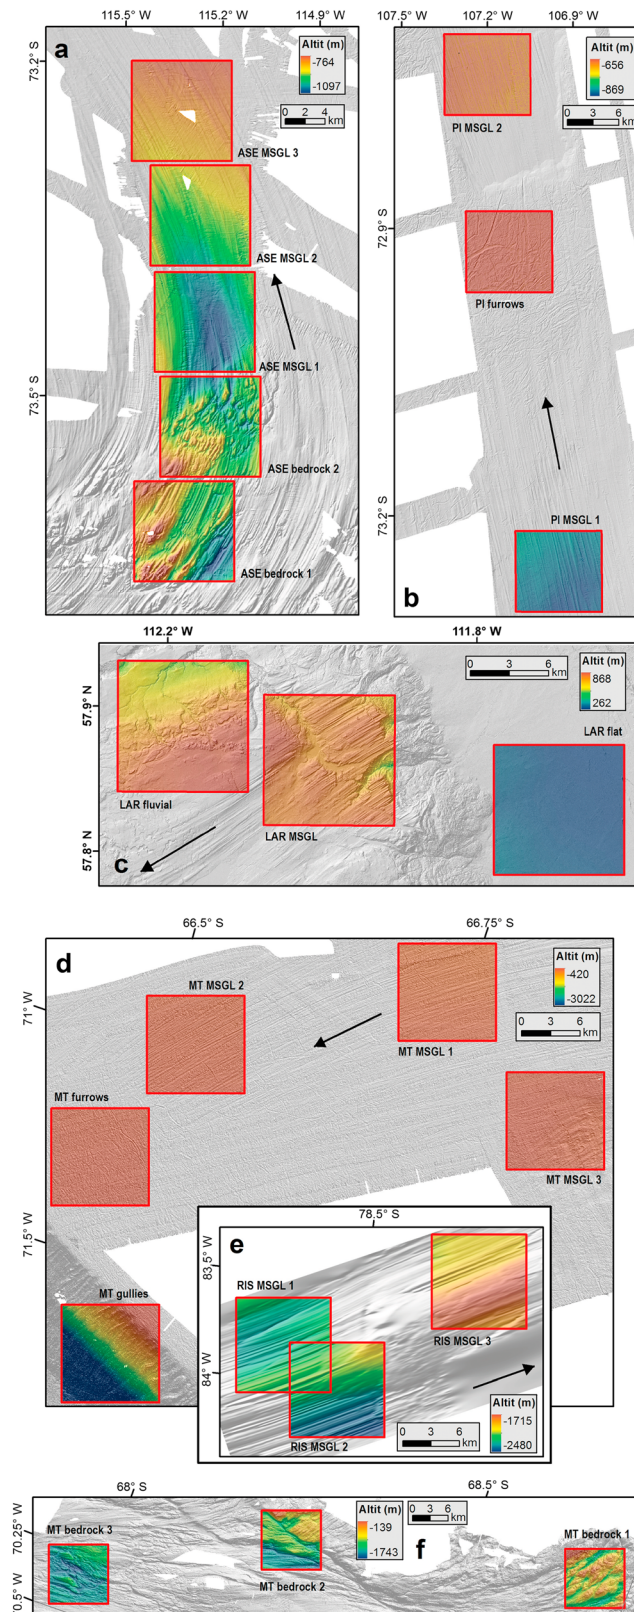 115.5°W 115.2°W 114.9°W
73.2° S
73.5° S
a
Altit (m)
-764
-1097
0 2 4
km
ASE MSGL 3
ASE MSGL 2
ASE MSGL 1
ASE bedrock 2
ASE bedrock 1
107.5°W 107.2°W 106.9°W
72.9° S
73.2° S
Altit (m)
-656
-869
0 3 6
km
PI MSGL 2
PI furrows
PI MSGL 1
b
112.2° W 111.8° W
57.9° N
57.8° N
0 3 6
km
Altit (m)
868
262
LAR flat
LAR fluvial
LAR MSGL
c
66.5° S 66.75° S
71° W
71.5° W
d
Altit (m)
-420
-3022
0 3 6
km
MT MSGL 2
MT MSGL 1
MT furrows
MT MSGL 3
MT gullies
78.5° S
83.5° W
84° W
e
RIS MSGL 1
RIS MSGL 3
RIS MSGL 2
0 3 6
km
Altit (m)
-1715
-2480
68° S 68.5° S
70.25° W
70.5° W
MT bedrock 3
MT bedrock 2
Altit (m)
-139
-1743
0 3 6
km
f
MT bedrock 1